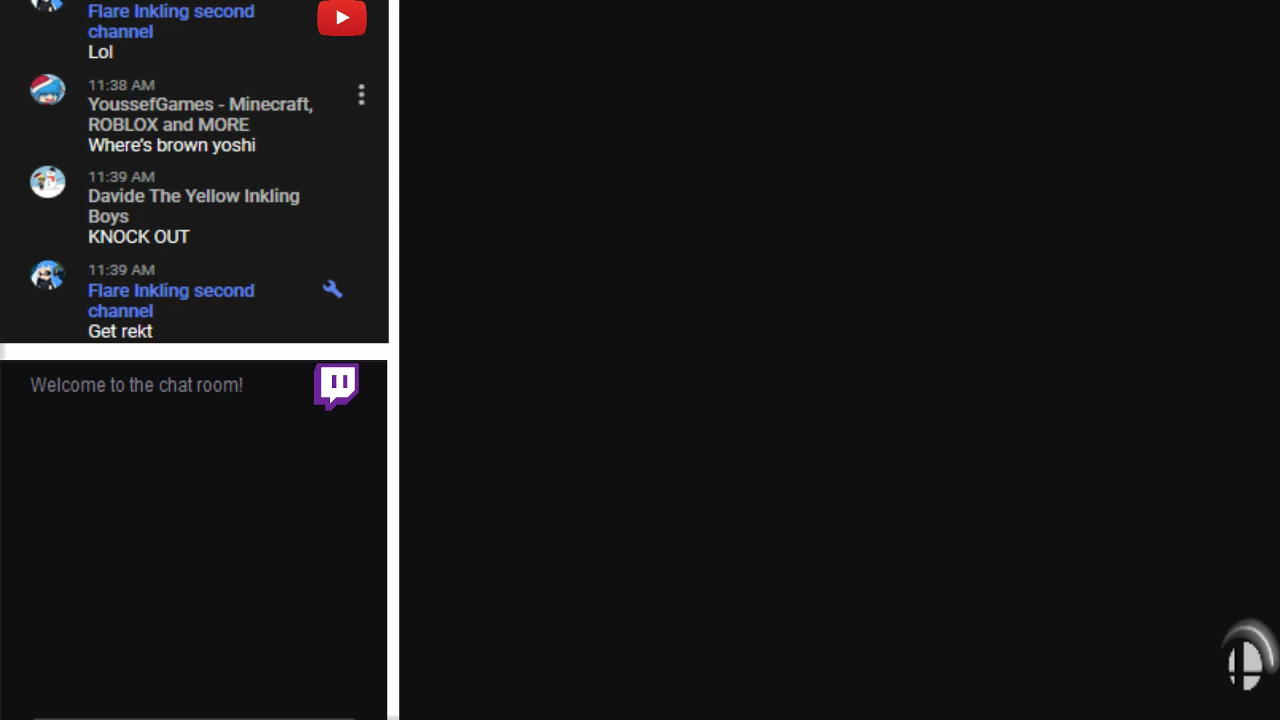 Flare Inkling second
channel
Lol
11:38 AM
YoussefGames - Minecraft,
ROBLOX and MORE
Where's brown yoshi
11:39 AM
Davide The Yellow Inkling
Boys
KNOCK OUT
11:39 AM
Flare Inkling second
channel
Get rekt
Welcome to the chat room!